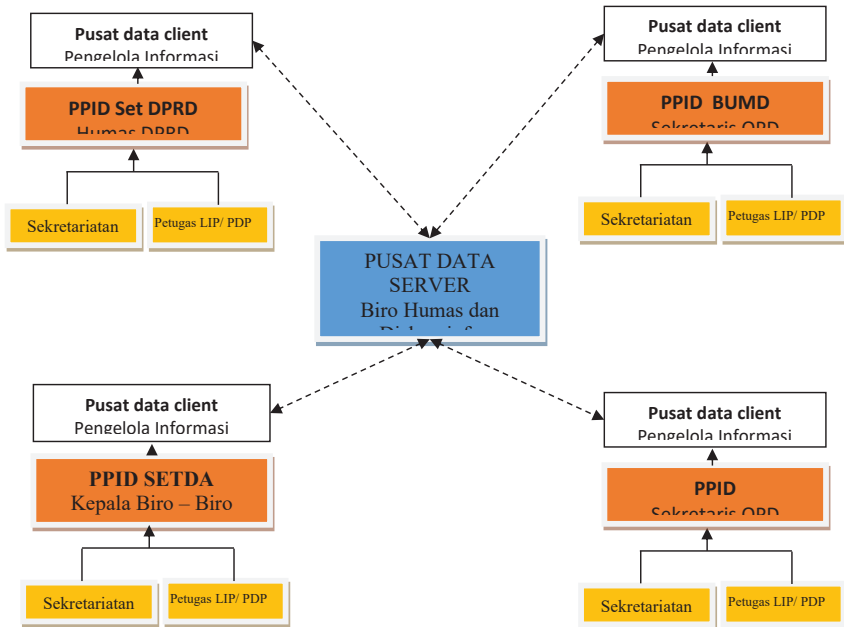 Pusat data client
Pengelola Informasi
PPID Set DPRD
Humas DPRD
Sekretariatan
Petugas LIP/ PDP
Pusat data client
Pengelola Informasi
PPID BUMD
Sekretaris OPD
Sekretariatan
Petugas LIP/ PDP
PUSAT DATA
SERVER
Biro Humas dan
Pusat data client
Pengelola Informasi
PPID SETDA
Kepala Biro – Biro
Sekretariatan
Petugas LIP/ PDP
Pusat data client
Pengelola Informasi
PPID
Sekretaris OPD
Sekretariatan
Petugas LIP/ PDP